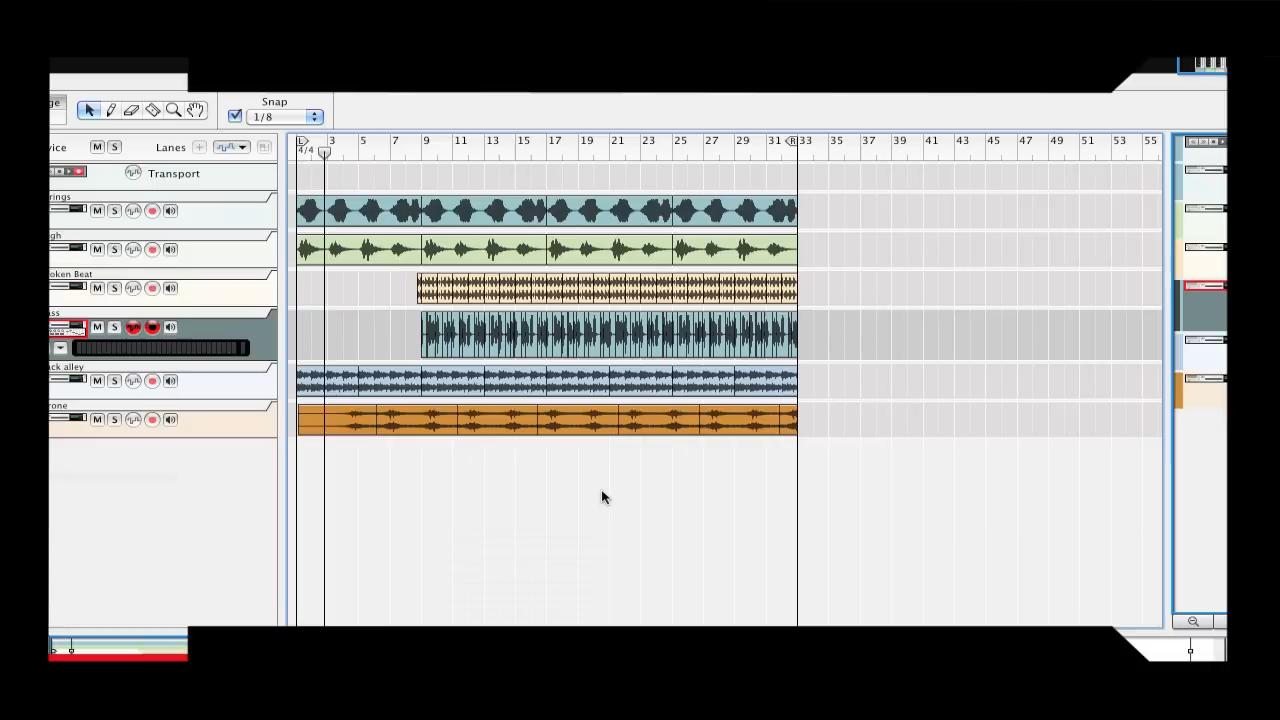 ge
Snap
1/8
vice M S Lanes
3 5 7 9 11 13 15 17 19 21 23 25 27 29 31 R 33 35 37 39 41 43 45 47 49 51 53 55
4/4
Transport
rings
M S
gh
M S
oken Beat
M S
ass
M S
ck alley
M S
rone
M S